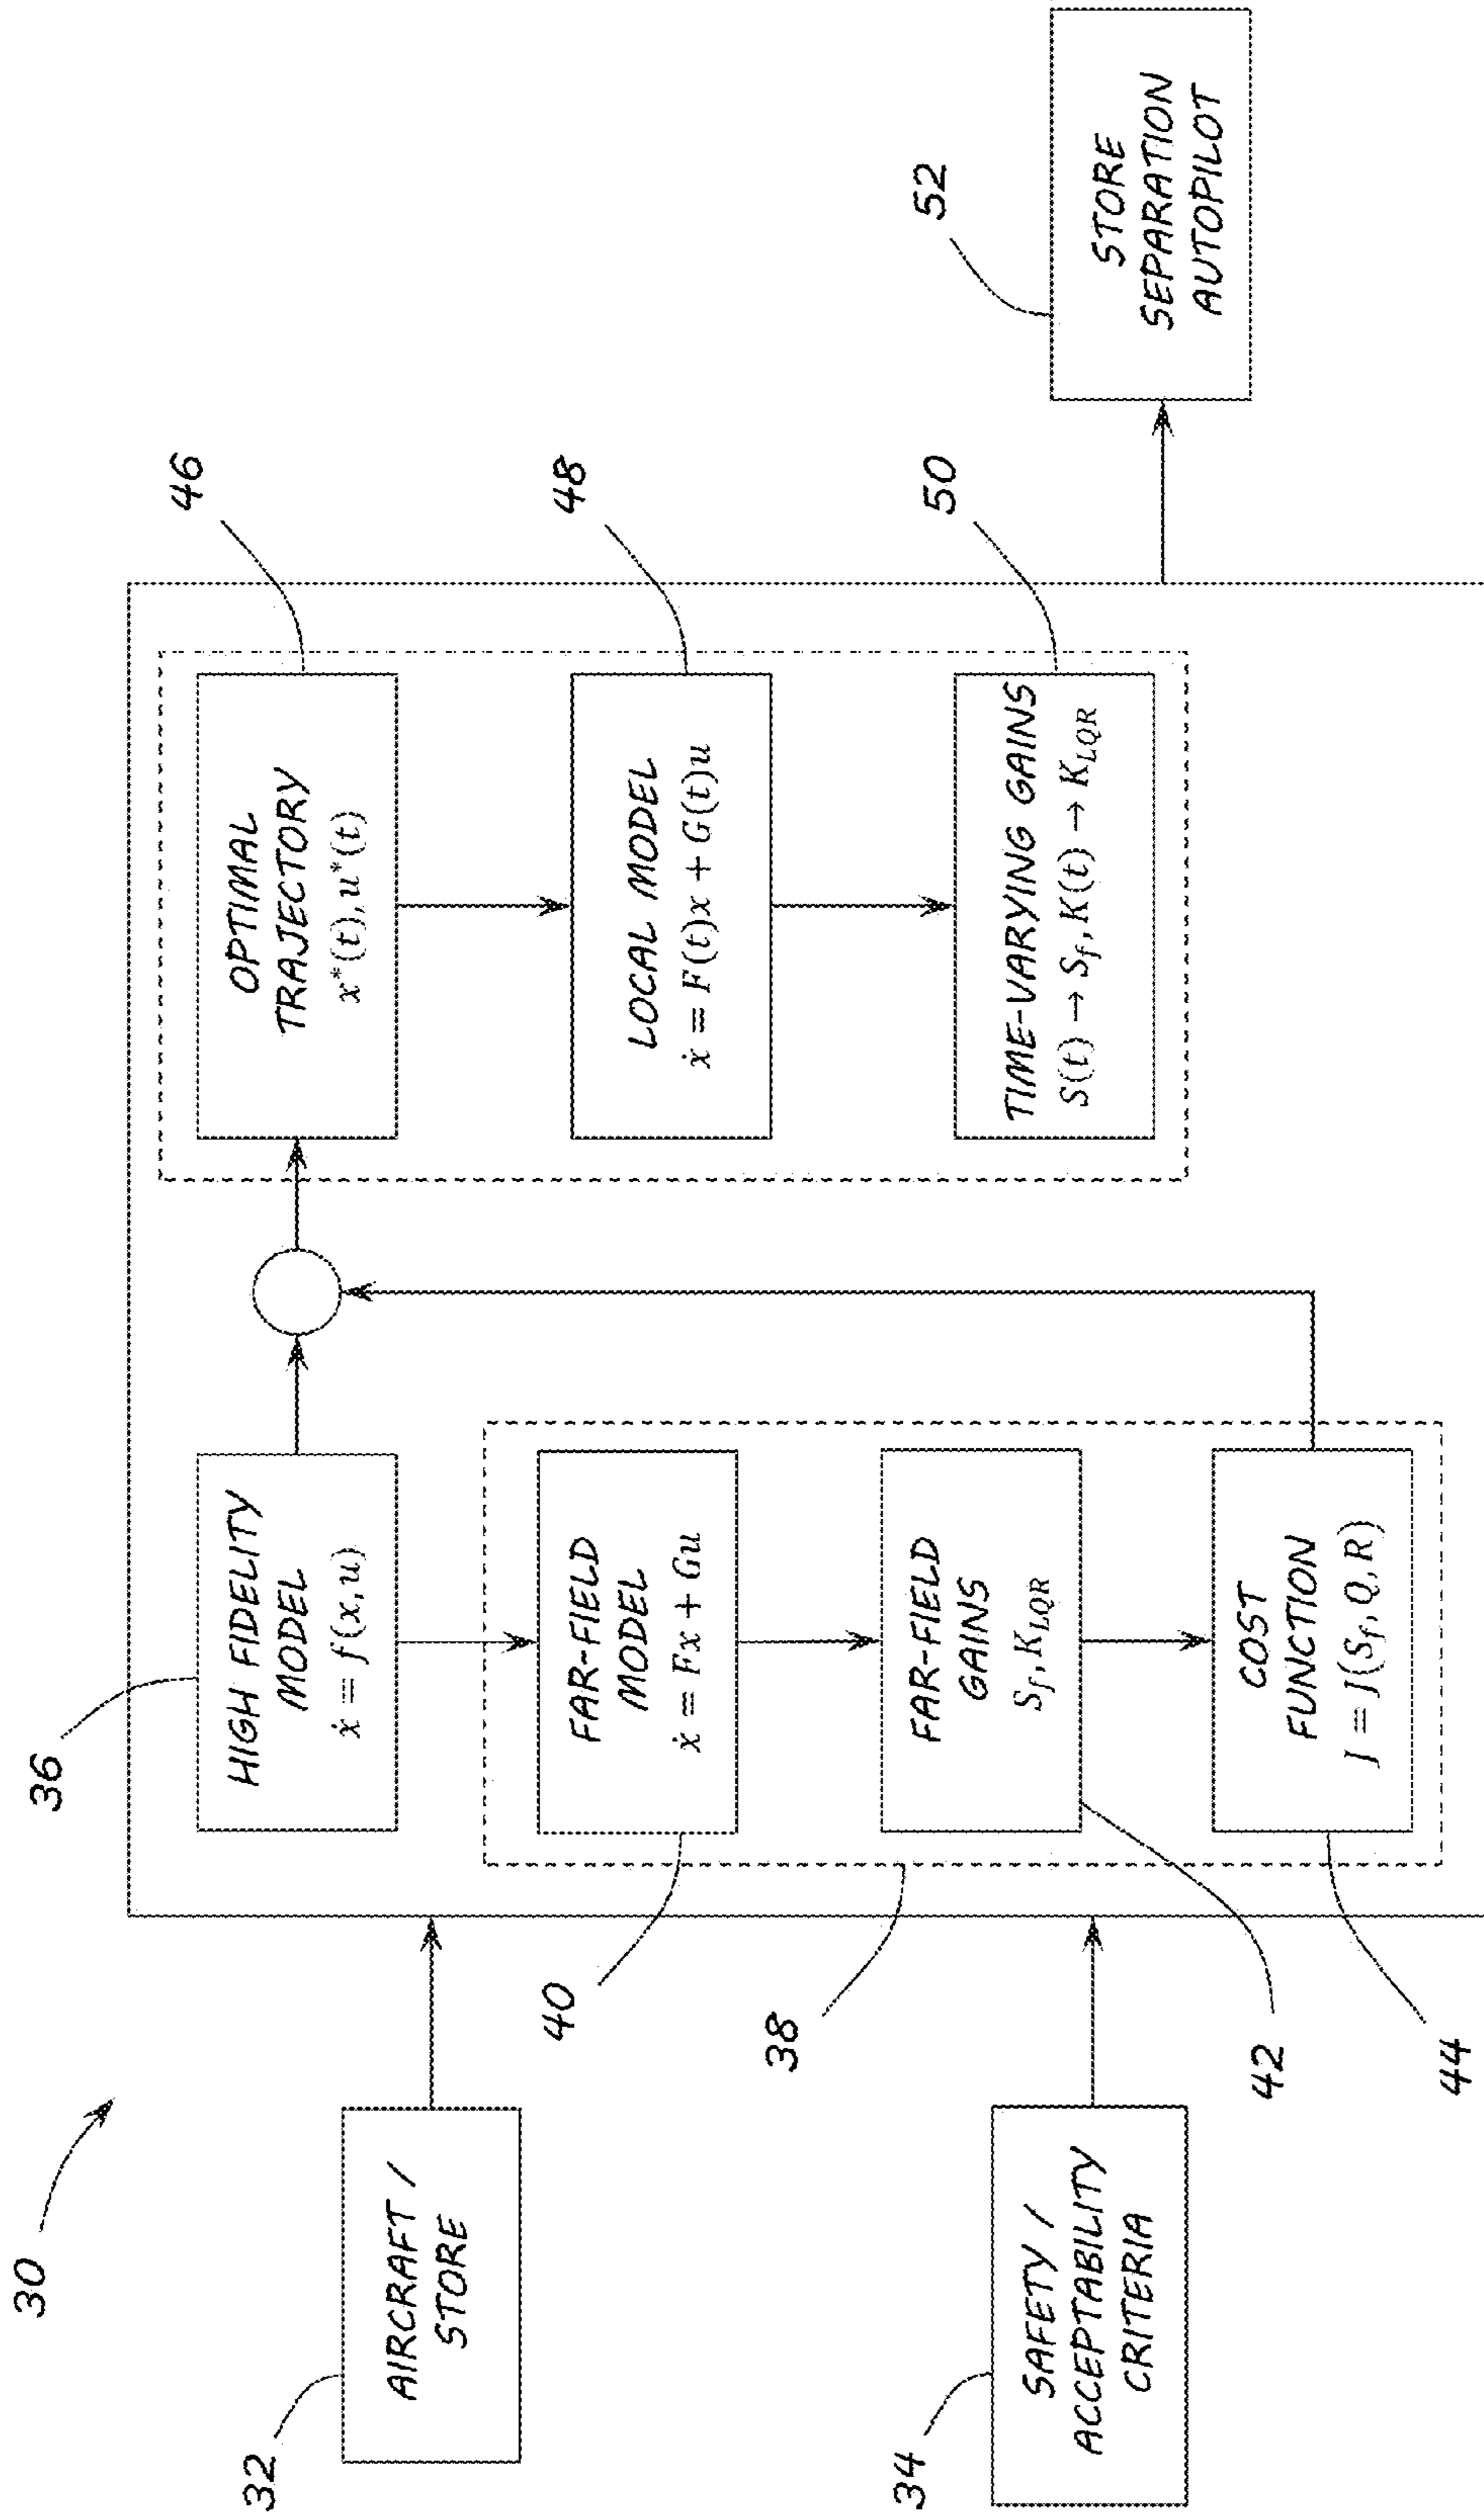 30
32
AIRCRAFT /
STORE
34
SAFETY /
ACCEPTABILITY
CRITERIA
36
HIGH FIDELITY
MODEL
ẋ = f(x, u)
38
40
FAR-FIELD
MODEL
ẋ = Fx + Gu
42
FAR-FIELD
GAINS
S_f, K_LQR
44
COST
FUNCTION
J = J(S_f, Q, R)
46
OPTIMAL
TRAJECTORY
x*(t), u*(t)
48
LOCAL MODEL
ẋ = F(t)x + G(t)u
50
TIME-VARYING GAINS
S(t) → S_f, K(t) → K_LQR
52
STORE
SEPARATION
AUTOPILOT